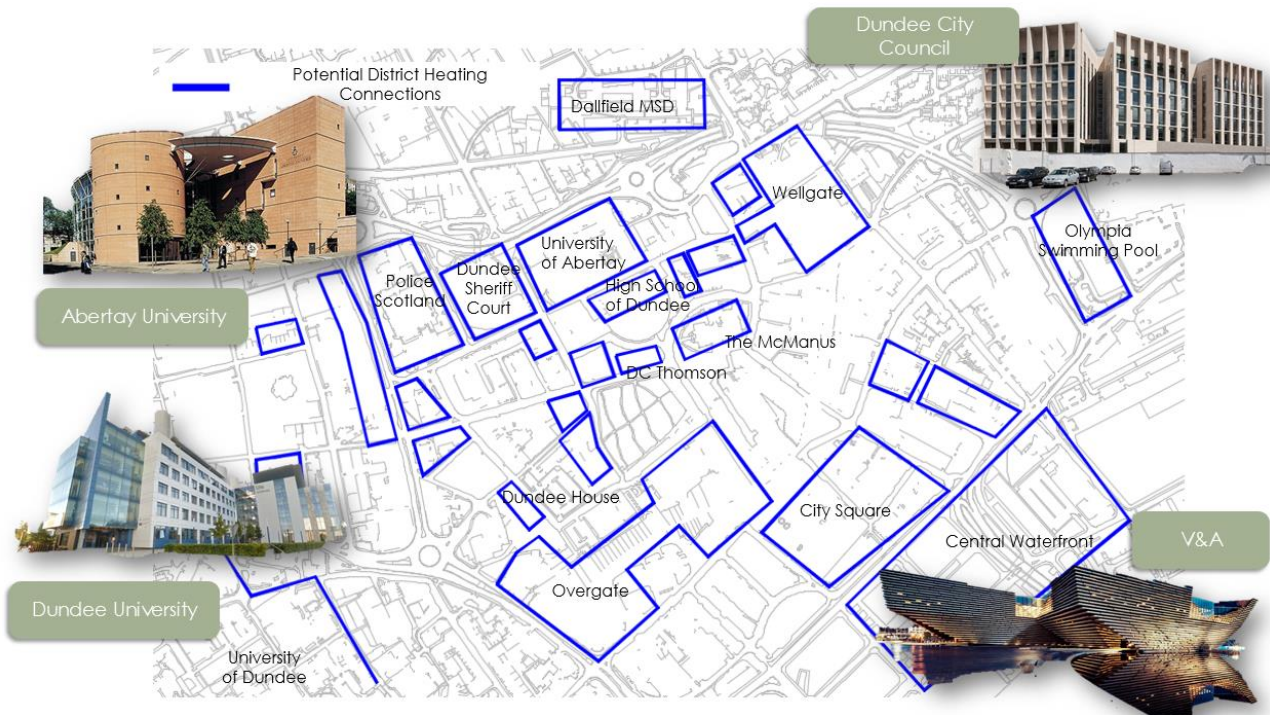 Dundee City
Council
Potential District Heating
Connections
Dallfield MSD
Wellgate
Olympia
Swimming Pool
University
of Abertay
Dundee
Sheriff
Court
Police
Scotland
High School
of Dundee
Abertay University
The McManus
DC Thomson
Dundee House
City Square
Central Waterfront
V&A
Overgate
Dundee University
University
of Dundee